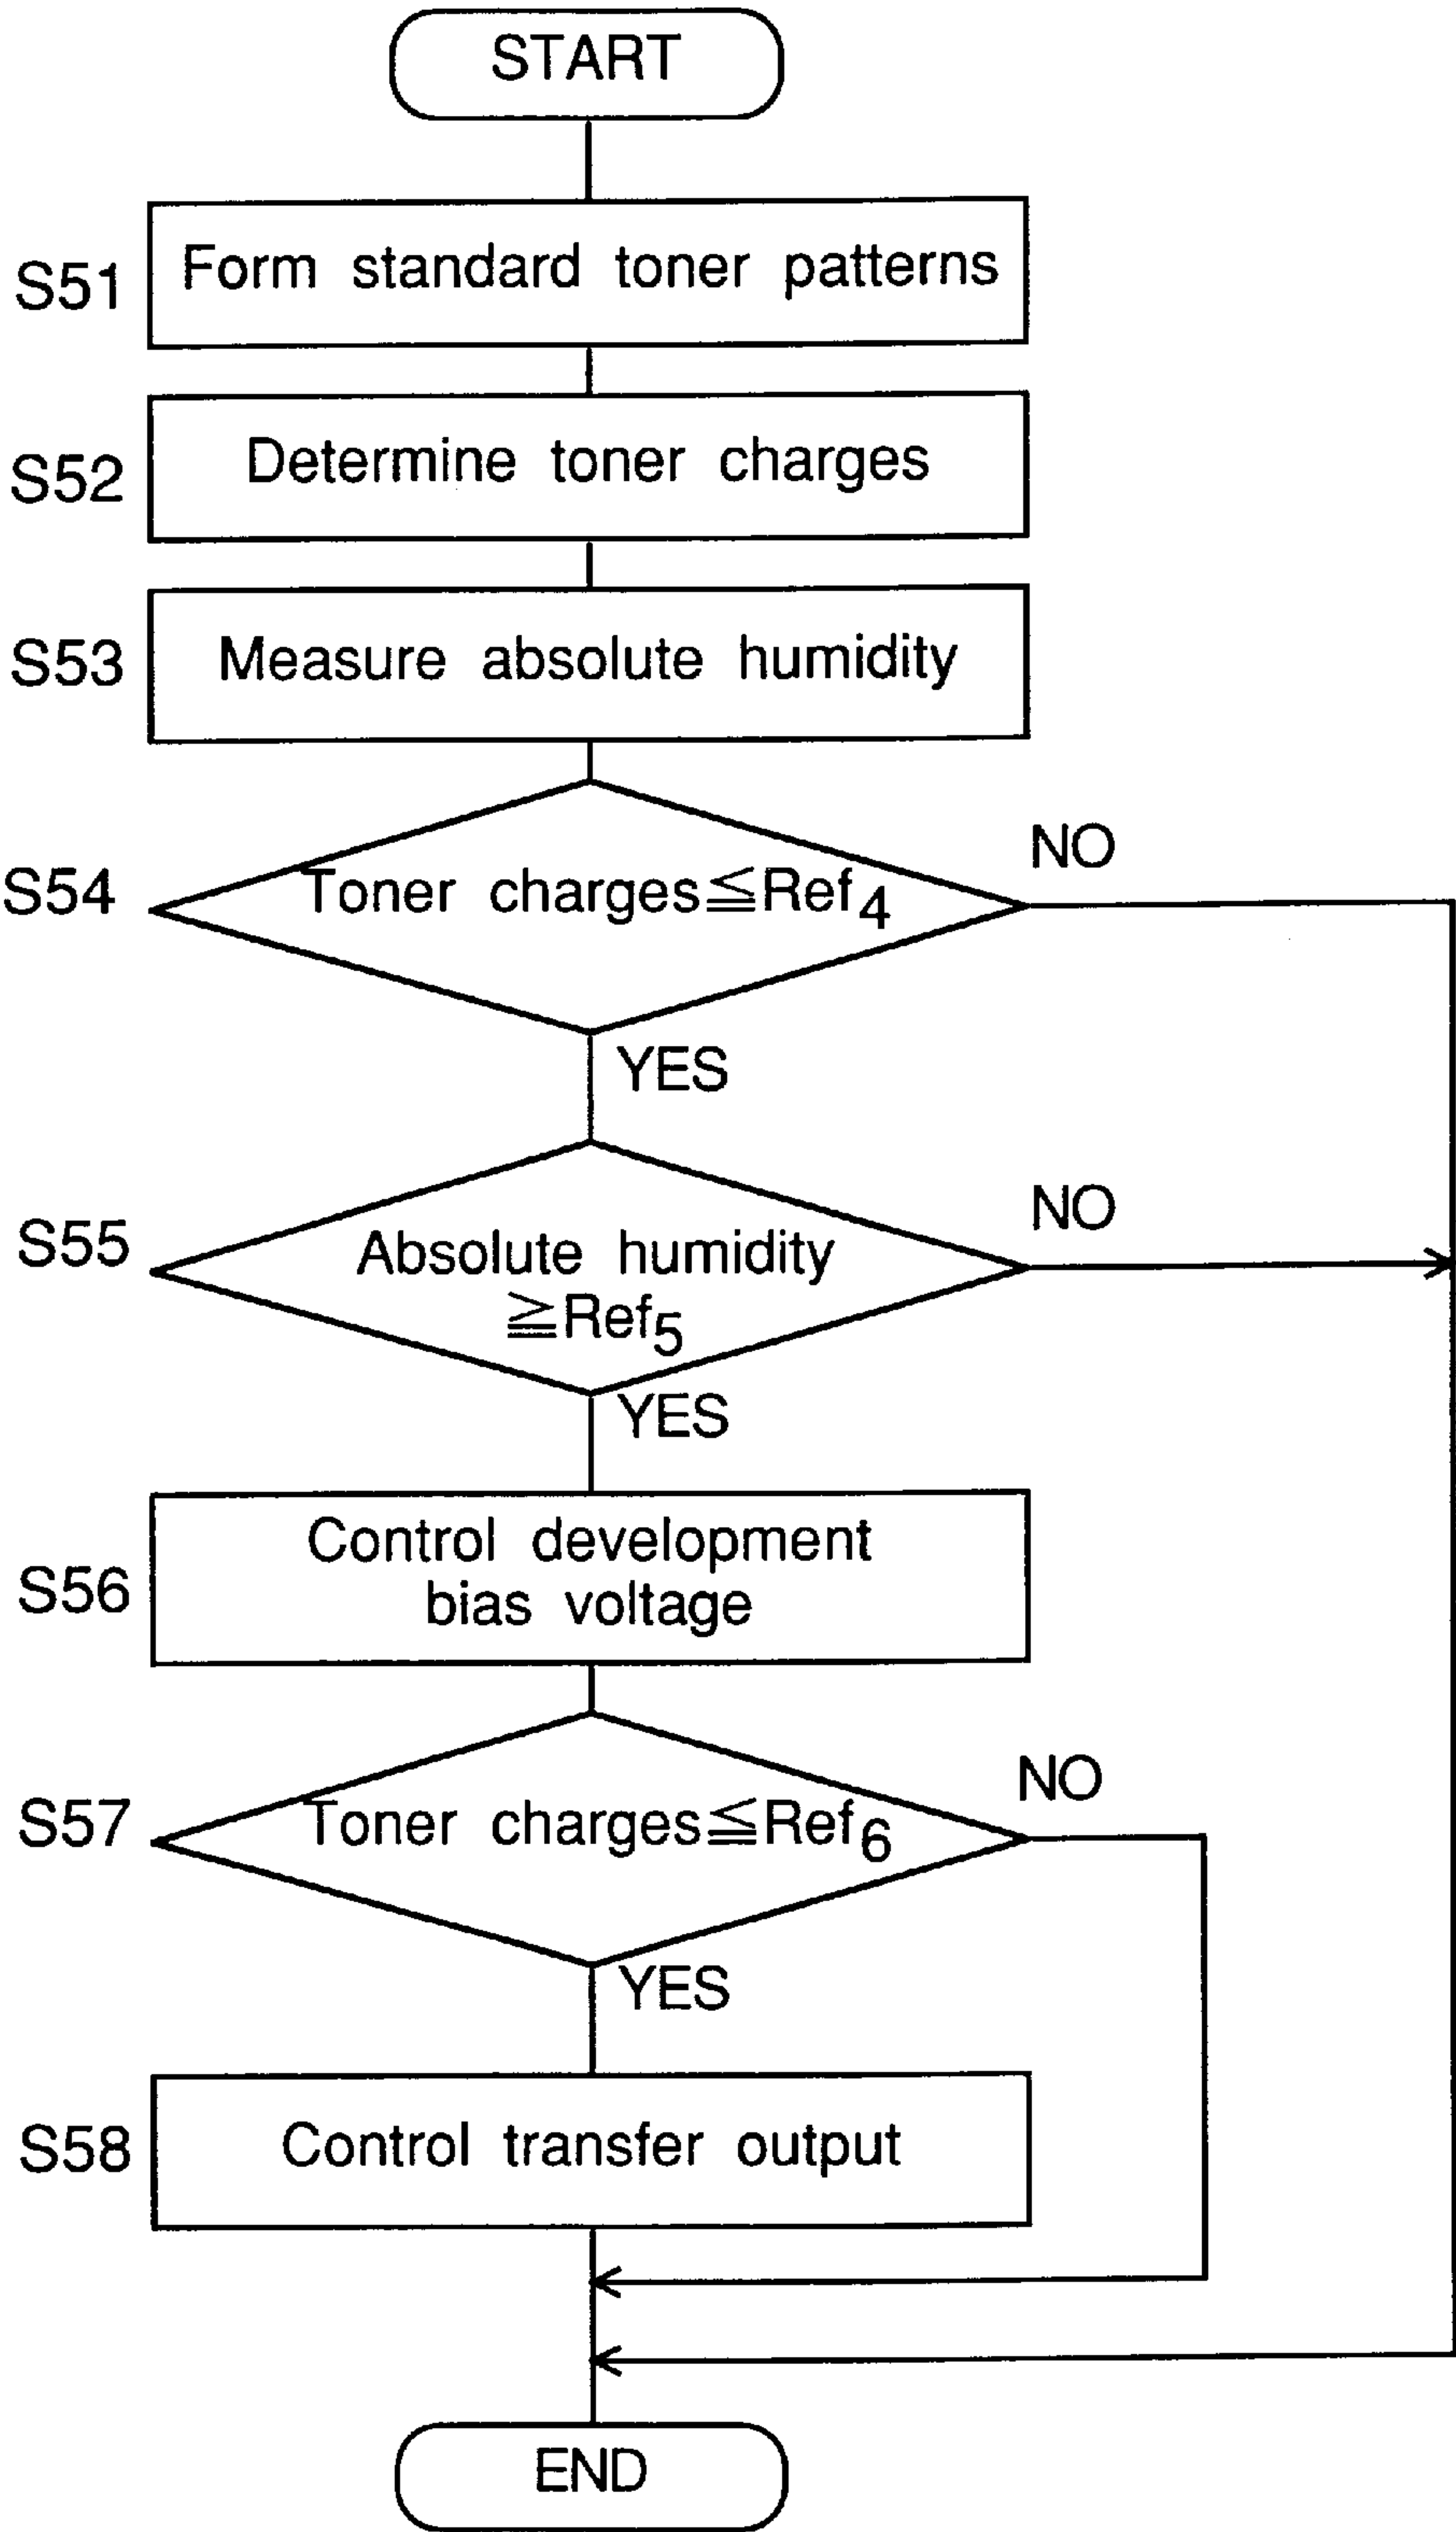 START
S51
Form standard toner patterns
S52
Determine toner charges
S53
Measure absolute humidity
S54
Toner charges≦Ref4
NO
YES
S55
Absolute humidity
≧Ref5
NO
YES
S56
Control development
bias voltage
S57
Toner charges≦Ref6
NO
YES
S58
Control transfer output
END